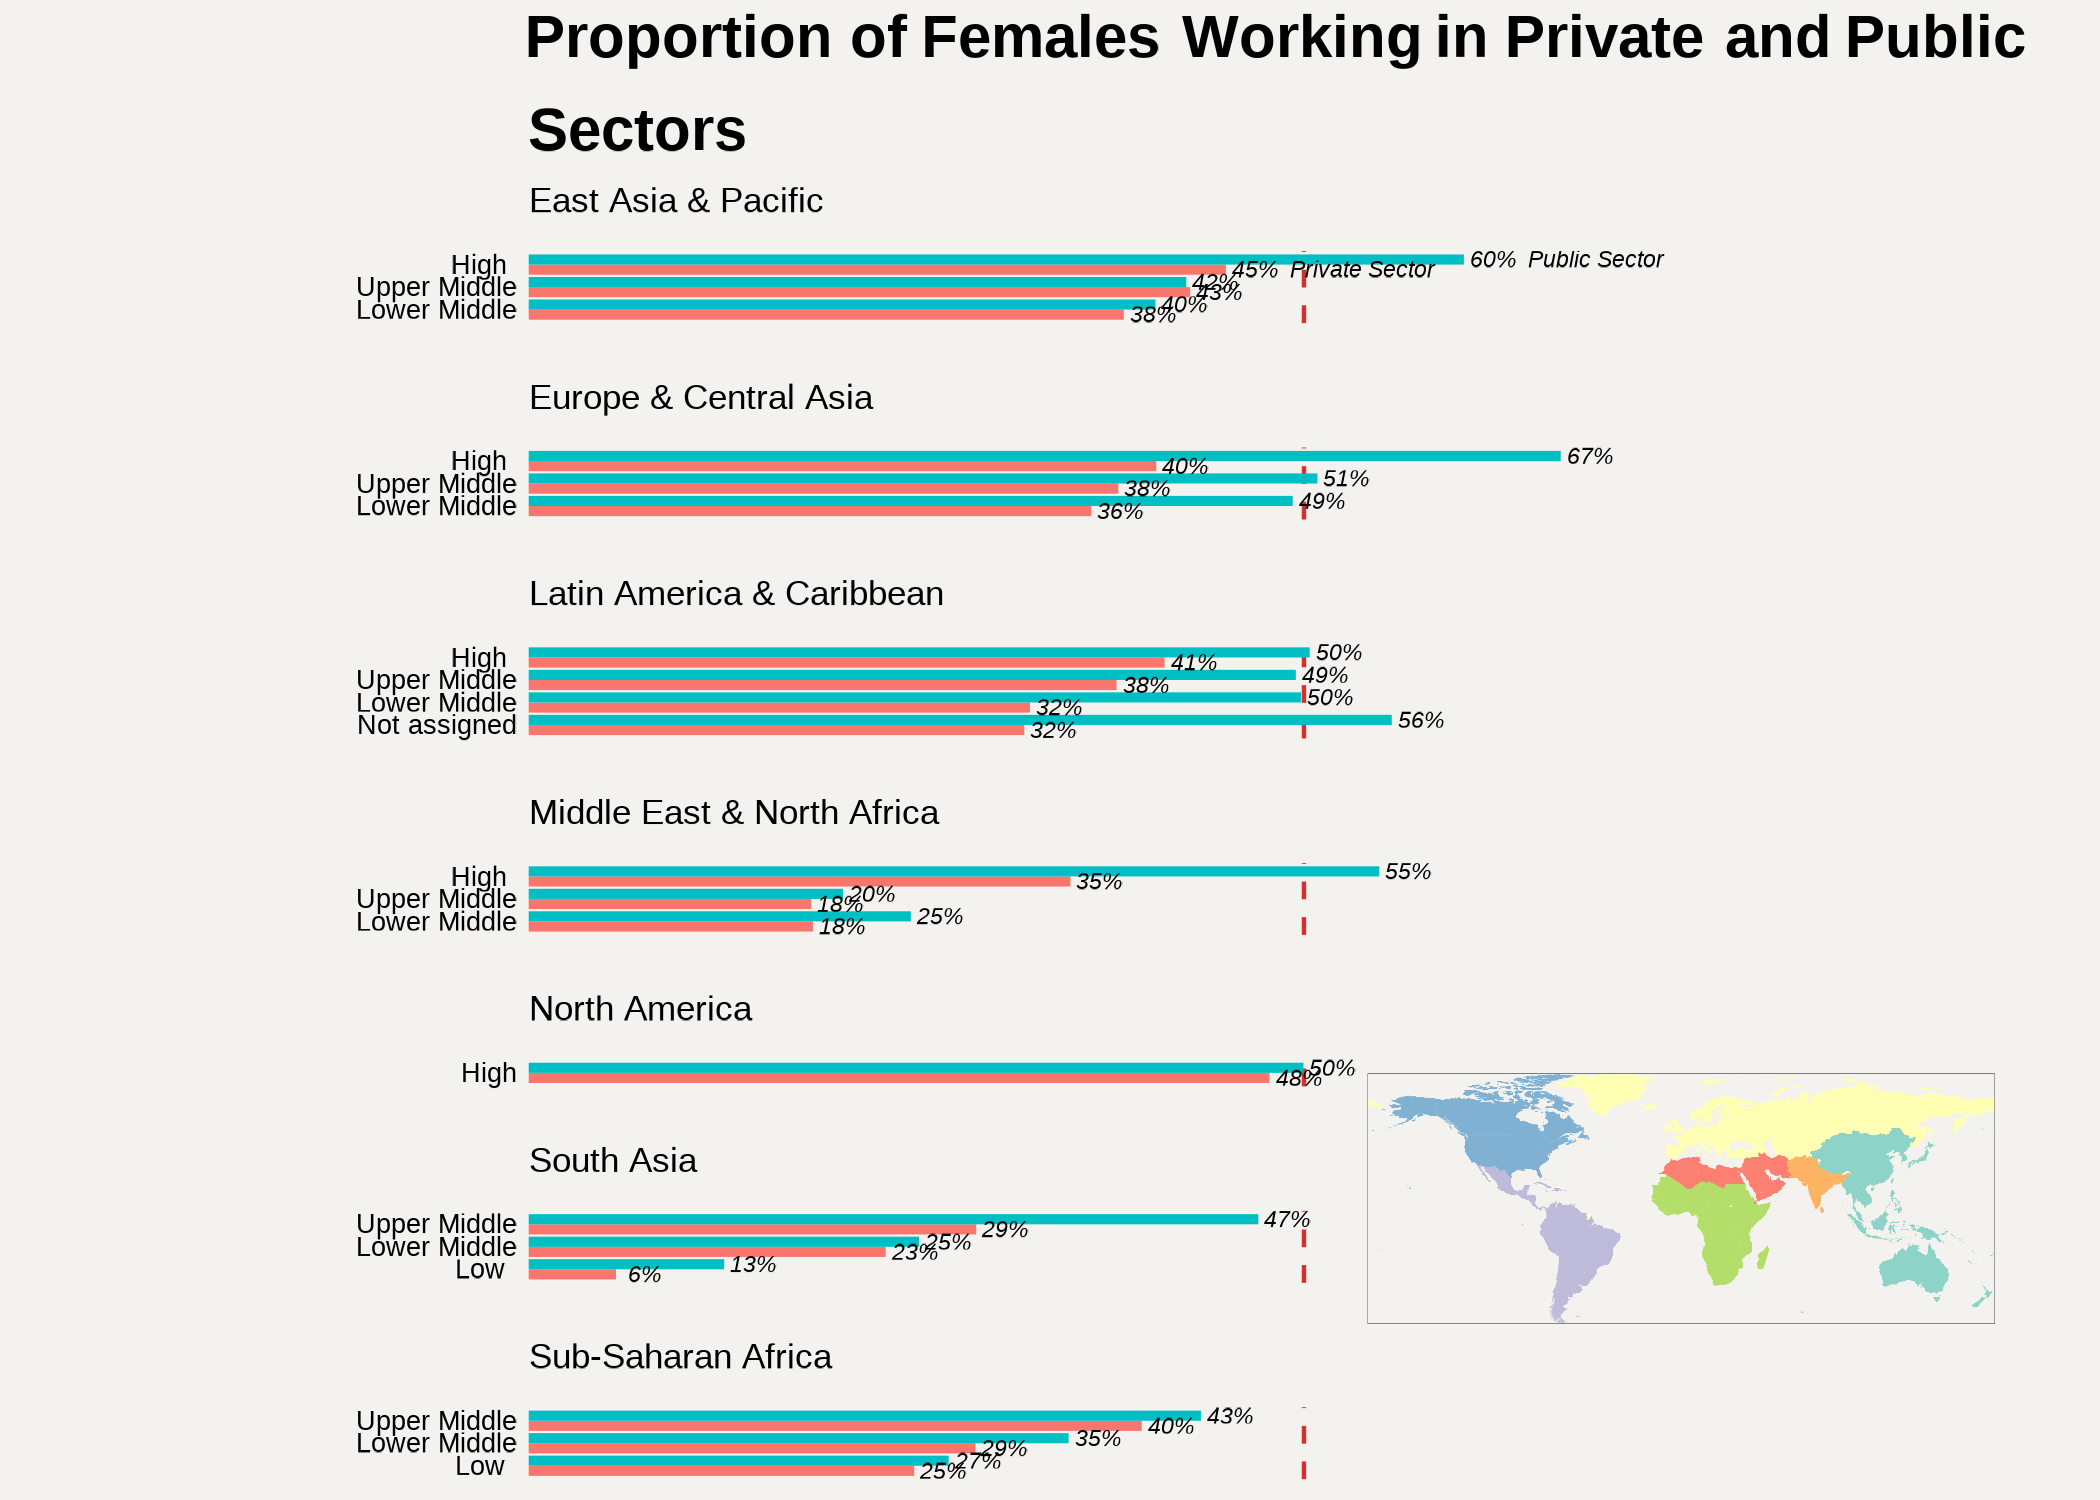 Proportion of Females Working in Private and Public
Sectors
East Asia & Pacific
High 60% Public Sector
45% Private Sector
Upper Middle 42%
43%
Lower Middle 40%
38%
Europe & Central Asia
High 67%
40%
Upper Middle 51%
38%
Lower Middle 49%
36%
Latin America & Caribbean
High 50%
41%
Upper Middle 49%
38%
Lower Middle 50%
32%
Not assigned 56%
32%
Middle East & North Africa
High 55%
35%
Upper Middle 20%
18%
Lower Middle 25%
18%
North America
High 50%
48%
South Asia
Upper Middle 47%
29%
Lower Middle 25%
23%
Low 13%
6%
Sub-Saharan Africa
Upper Middle 43%
40%
Lower Middle 35%
29%
Low 27%
25%